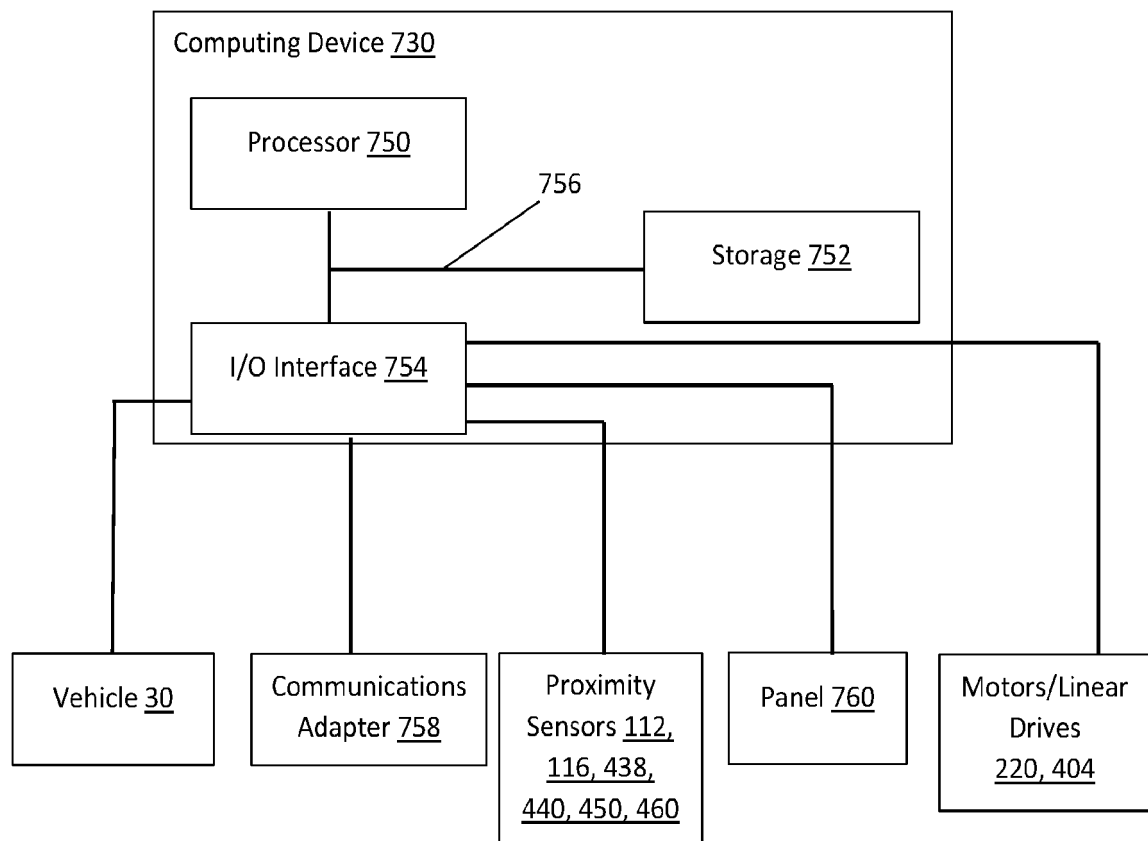 Computing Device 730
Processor 750
756
Storage 752
I/O Interface 754
Vehicle 30
Communications
Adapter 758
Proximity
Sensors 112,
116, 438,
440, 450, 460
Panel 760
Motors/Linear
Drives
220, 404